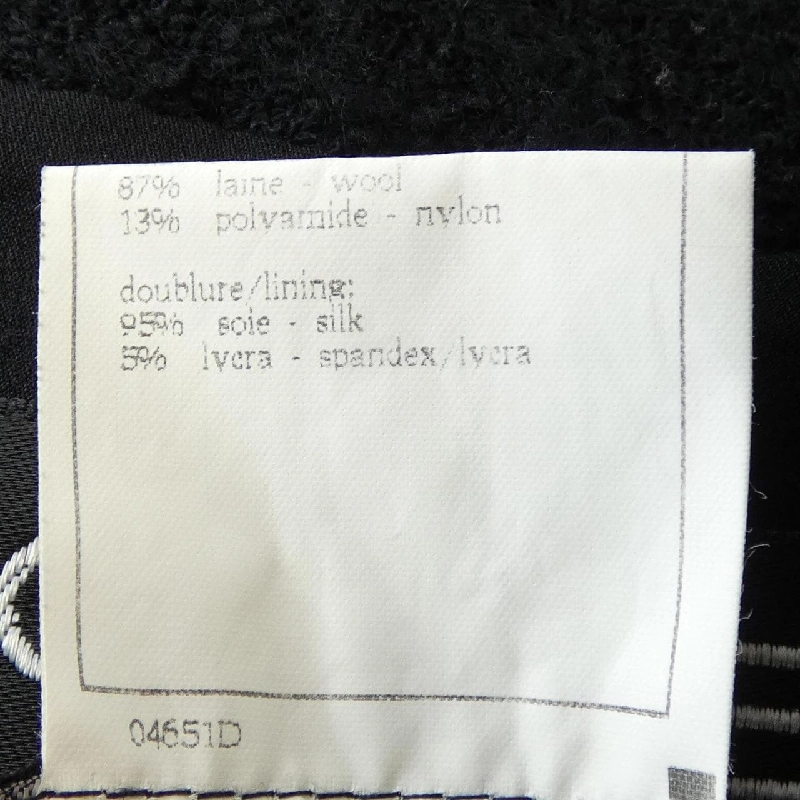 87% laine - wool
13% polyamide - nylon
doublure/lining:
95% soie - silk
5% lycra - spandex/lycra
04651D